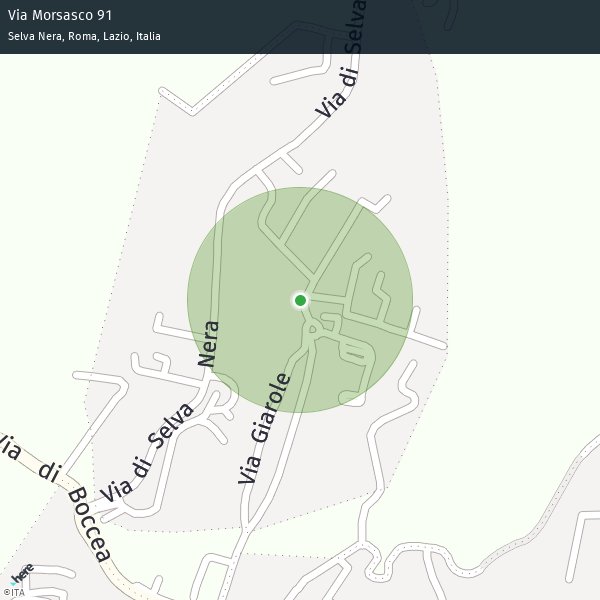 Via Morsasco 91
Selva Nera, Roma, Lazio, Italia
Via di Selva
Nera
Via di Selva
Via Giarole
Via di Boccea
here
©ITA